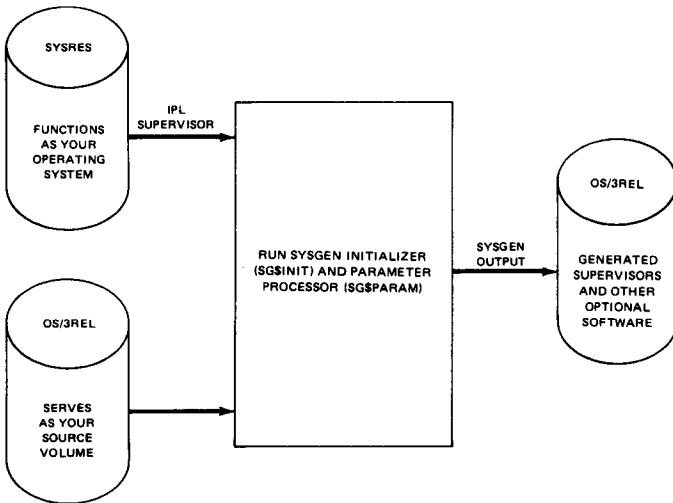 SYSRES
FUNCTIONS
AS YOUR
OPERATING
SYSTEM
IPL
SUPERVISOR
OS/3REL
SERVES
AS YOUR
SOURCE
VOLUME
RUN SYSGEN INITIALIZER
(SG$INIT) AND PARAMETER
PROCESSOR (SG$PARAM)
SYSGEN
OUTPUT
OS/3REL
GENERATED
SUPERVISORS
AND OTHER
OPTIONAL
SOFTWARE